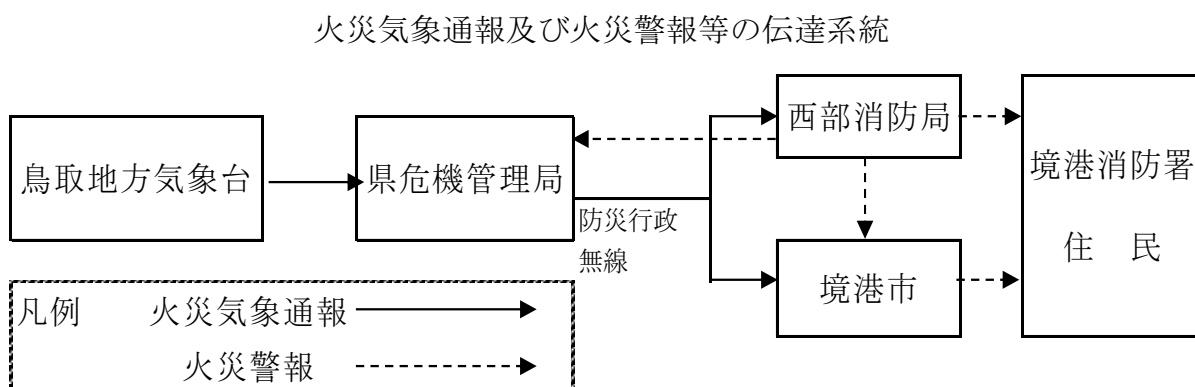 火災気象通報及び火災警報等の伝達系統
鳥取地方気象台
県危機管理局
防災行政
無線
西部消防局
境港市
境港消防署
住　民
凡例　火災気象通報
火災警報